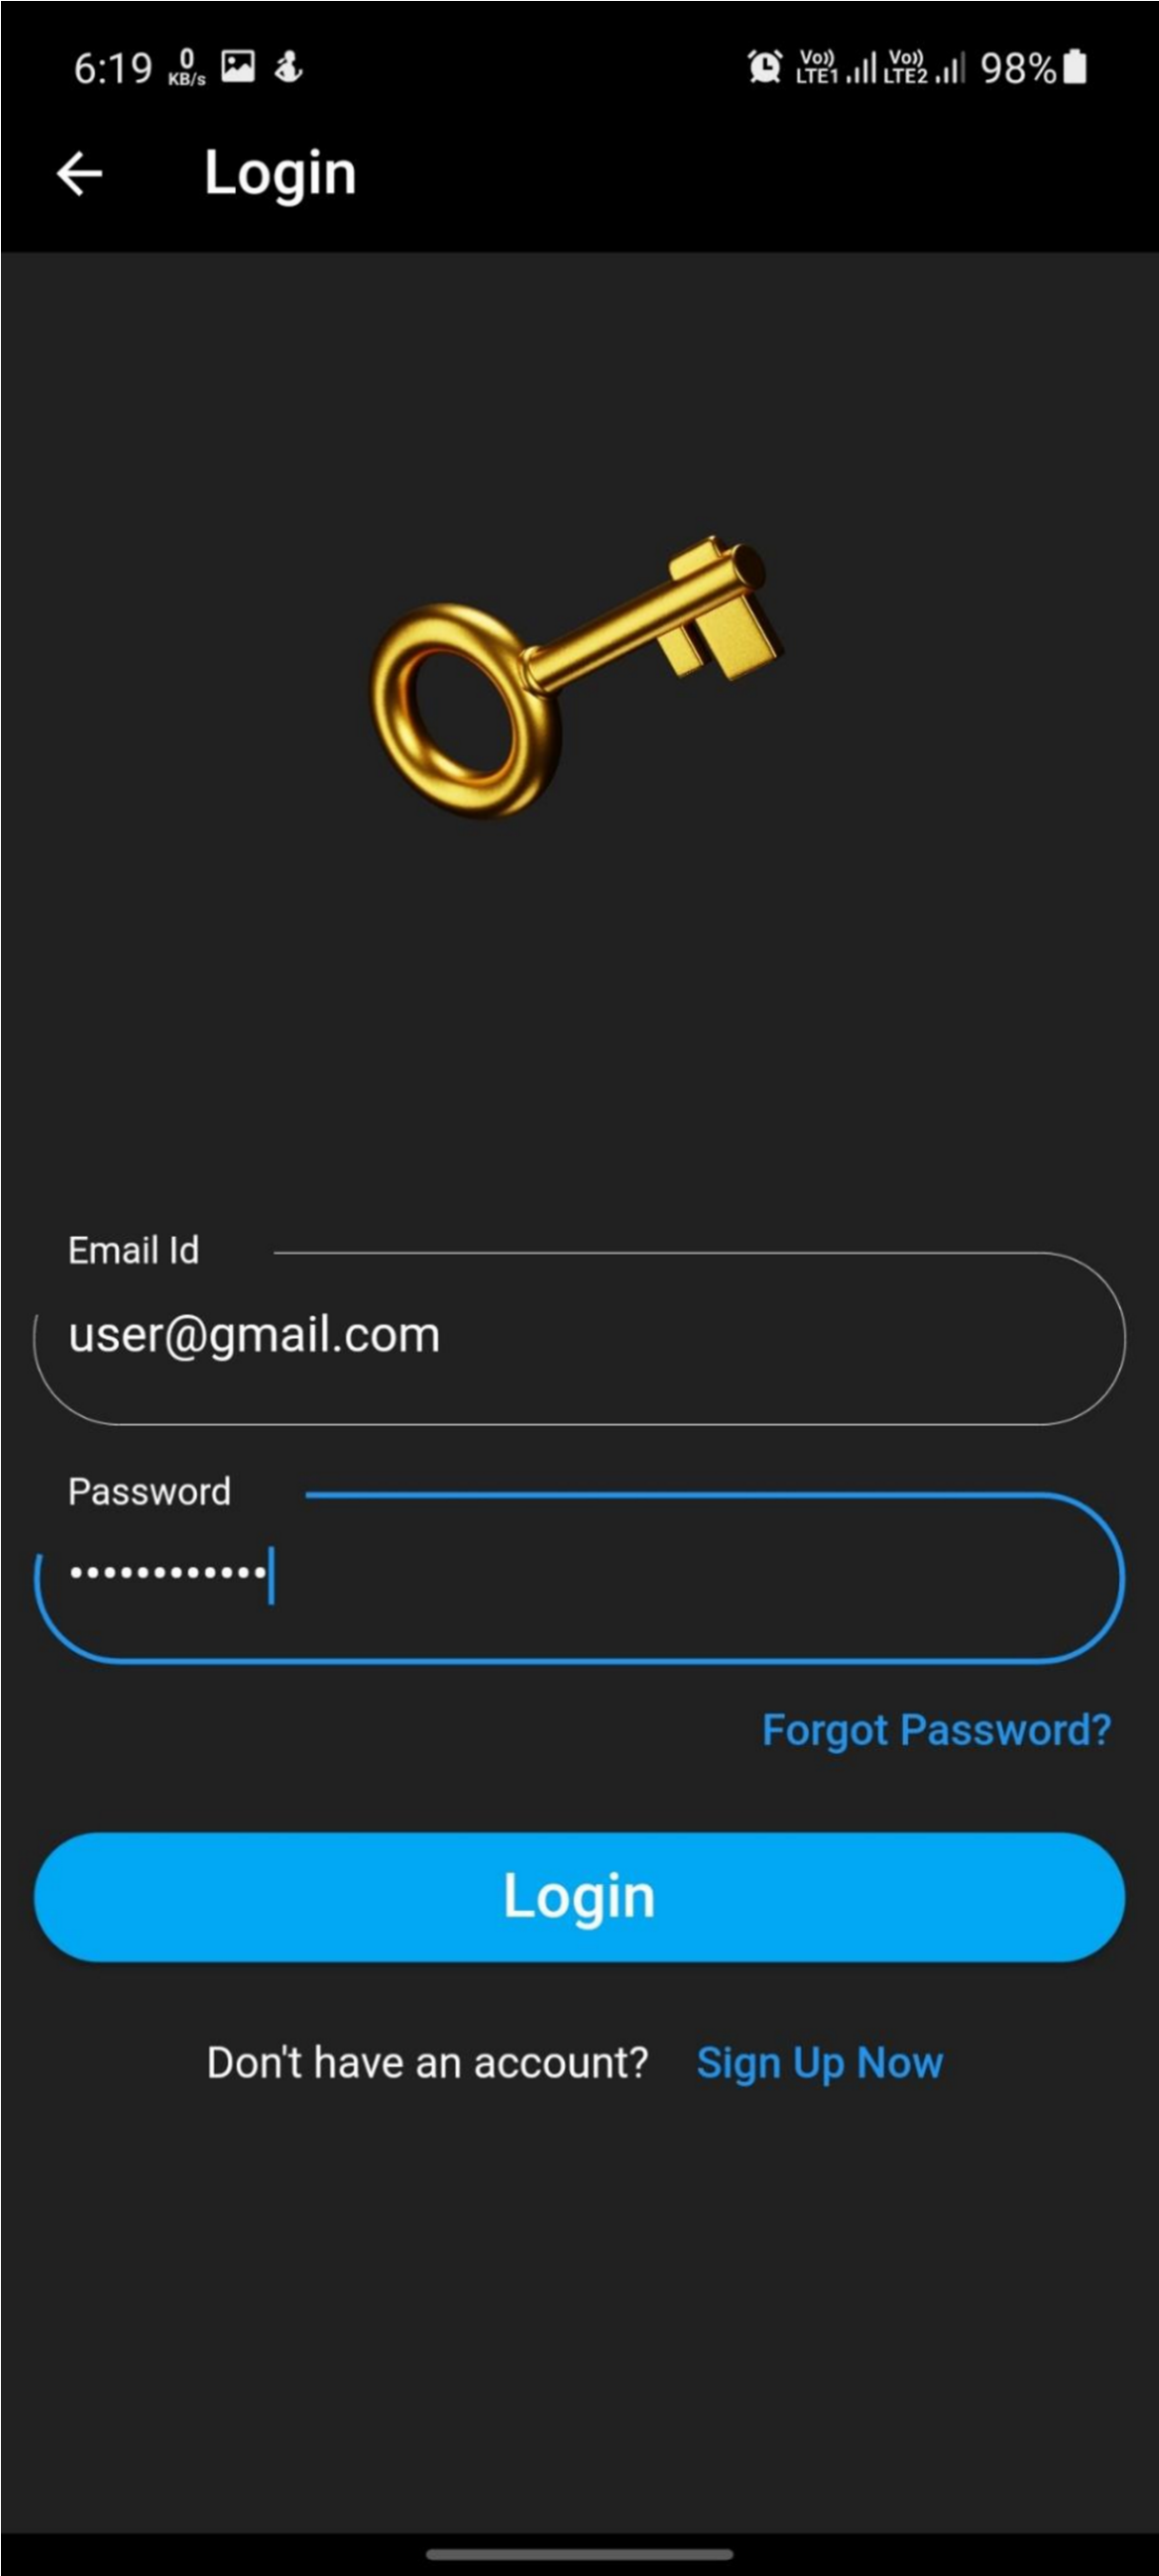 6:19 0 KB/s Vo)) LTE1 Vo)) LTE2 98%
Login
Email Id
user@gmail.com
Password
••••••••••••
Forgot Password?
Login
Don't have an account? Sign Up Now